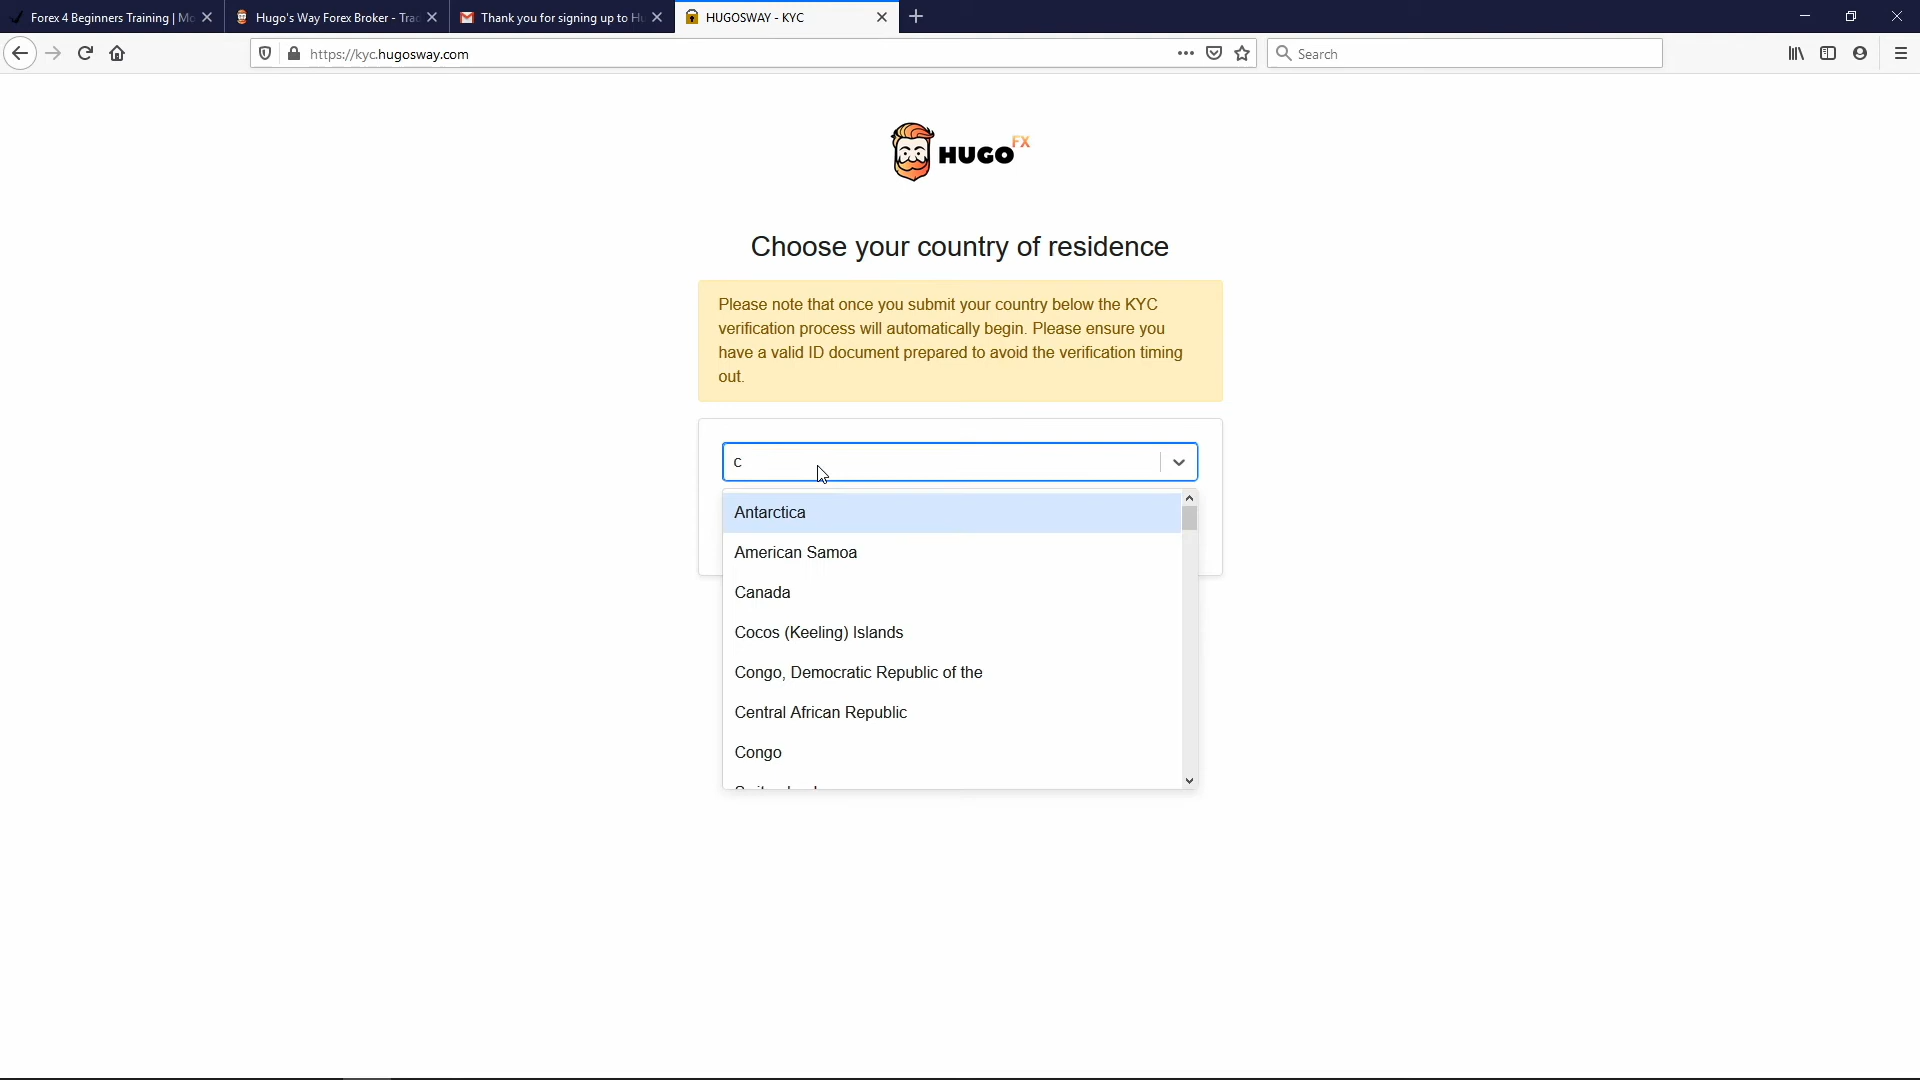 Forex 4 Beginners Training | Mo
Hugo's Way Forex Broker - Trad
Thank you for signing up to Hu
HUGOSWAY - KYC
https://kyc.hugosway.com
Search
HUGO FX
Choose your country of residence
Please note that once you submit your country below the KYC
verification process will automatically begin. Please ensure you
have a valid ID document prepared to avoid the verification timing
out.
c
Antarctica
American Samoa
Canada
Cocos (Keeling) Islands
Congo, Democratic Republic of the
Central African Republic
Congo